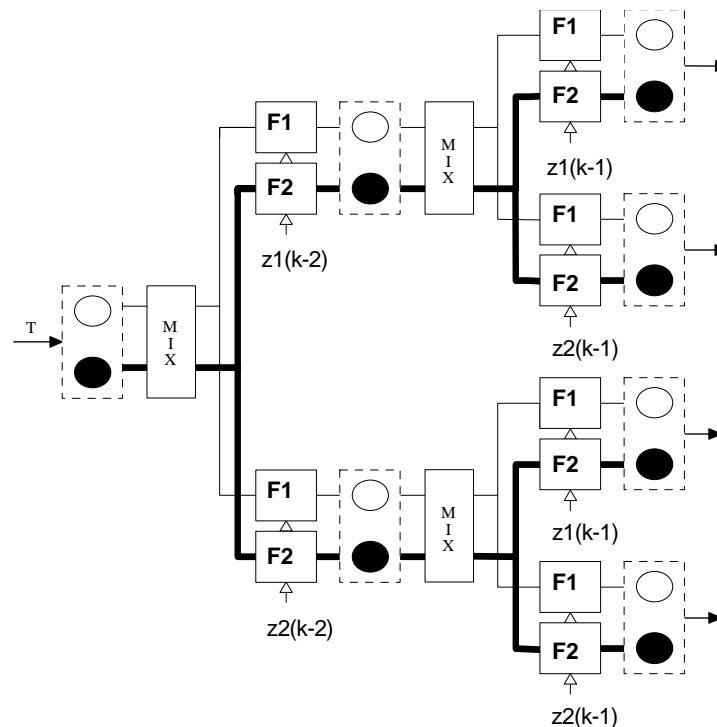 F1
F2
z1(k-1)
F1
F2
z1(k-2)
MIX
F1
F2
z2(k-1)
T
MIX
F1
F2
z2(k-2)
MIX
F1
F2
z1(k-1)
F1
F2
z2(k-1)